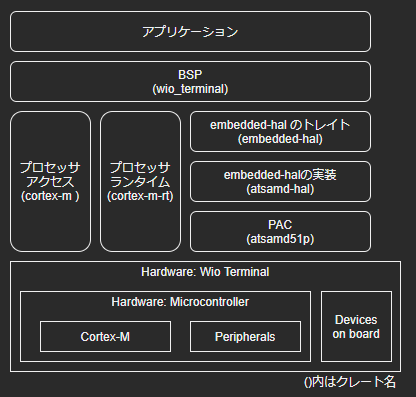 アプリケーション
BSP
(wio_terminal)
プロセッサ
アクセス
(cortex-m )
プロセッサ
ランタイム
(cortex-m-rt)
embedded-hal のトレイト
(embedded-hal)
embedded-halの実装
(atsamd-hal)
PAC
(atsamd51p)
Hardware: Wio Terminal
Hardware: Microcontroller
Cortex-M
Peripherals
Devices
on board
()内はクレート名